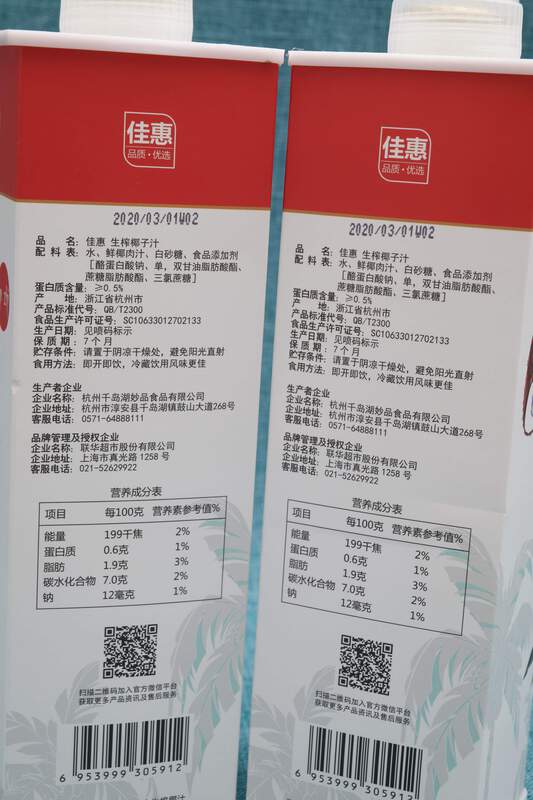 佳惠
品质·优选
2020/03/01W02
品 名：佳惠 生榨椰子汁
配 料 表：水、鲜椰肉汁、白砂糖、食品添加剂
［酪蛋白酸钠、单，双甘油脂肪酸酯、
蔗糖脂肪酸酯、三氯蔗糖］
蛋白质含量：≥0.5%
产 地：浙江省杭州市
产品标准代号：QB/T2300
食品生产许可证号：SC10633012702133
生产日期：见喷码标示
保 质 期：7个月
贮存条件：请置于阴凉干燥处，避免阳光直射
食用方法：即开即饮，冷藏饮用风味更佳
生产者企业
企业名称：杭州千岛湖妙品食品有限公司
企业地址：杭州市淳安县千岛湖镇鼓山大道268号
客服电话：0571-64888111
品牌管理及授权企业
企业名称：联华超市股份有限公司
企业地址：上海市真光路 1258 号
客服电话：021-52629922
营养成分表
项目 每100克 营养素参考值%
能量 199千焦 2%
蛋白质 0.6克 1%
脂肪 1.9克 3%
碳水化合物 7.0克 2%
钠 12毫克 1%
扫描二维码加入官方微信平台
获取更多产品资讯及售后服务
6 953999 305912
生榨椰汁
佳惠
品质·优选
2020/03/01W02
品 名：佳惠 生榨椰子汁
配 料 表：水、鲜椰肉汁、白砂糖、食品添加剂
［酪蛋白酸钠、单，双甘油脂肪酸酯、
蔗糖脂肪酸酯、三氯蔗糖］
蛋白质含量：≥0.5%
产 地：浙江省杭州市
产品标准代号：QB/T2300
食品生产许可证号：SC10633012702133
生产日期：见喷码标示
保 质 期：7个月
贮存条件：请置于阴凉干燥处，避免阳光直射
食用方法：即开即饮，冷藏饮用风味更佳
生产者企业
企业名称：杭州千岛湖妙品食品有限公司
企业地址：杭州市淳安县千岛湖镇鼓山大道268号
客服电话：0571-64888111
品牌管理及授权企业
企业名称：联华超市股份有限公司
企业地址：上海市真光路 1258 号
客服电话：021-52629922
营养成分表
项目 每100克 营养素参考值%
能量 199千焦 2%
蛋白质 0.6克 1%
脂肪 1.9克 3%
碳水化合物 7.0克 2%
钠 12毫克 1%
扫描二维码加入官方微信平台
获取更多产品资讯及售后服务
6 953999 305912